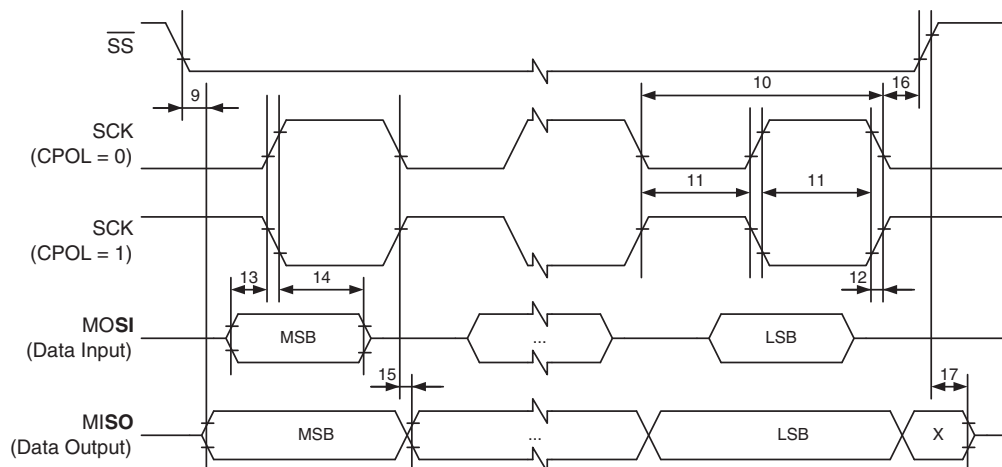 SS
9
10
16
SCK
(CPOL = 0)
11
11
SCK
(CPOL = 1)
13
14
12
MOSI
(Data Input)
MSB
...
LSB
15
17
MISO
(Data Output)
MSB
...
LSB
X